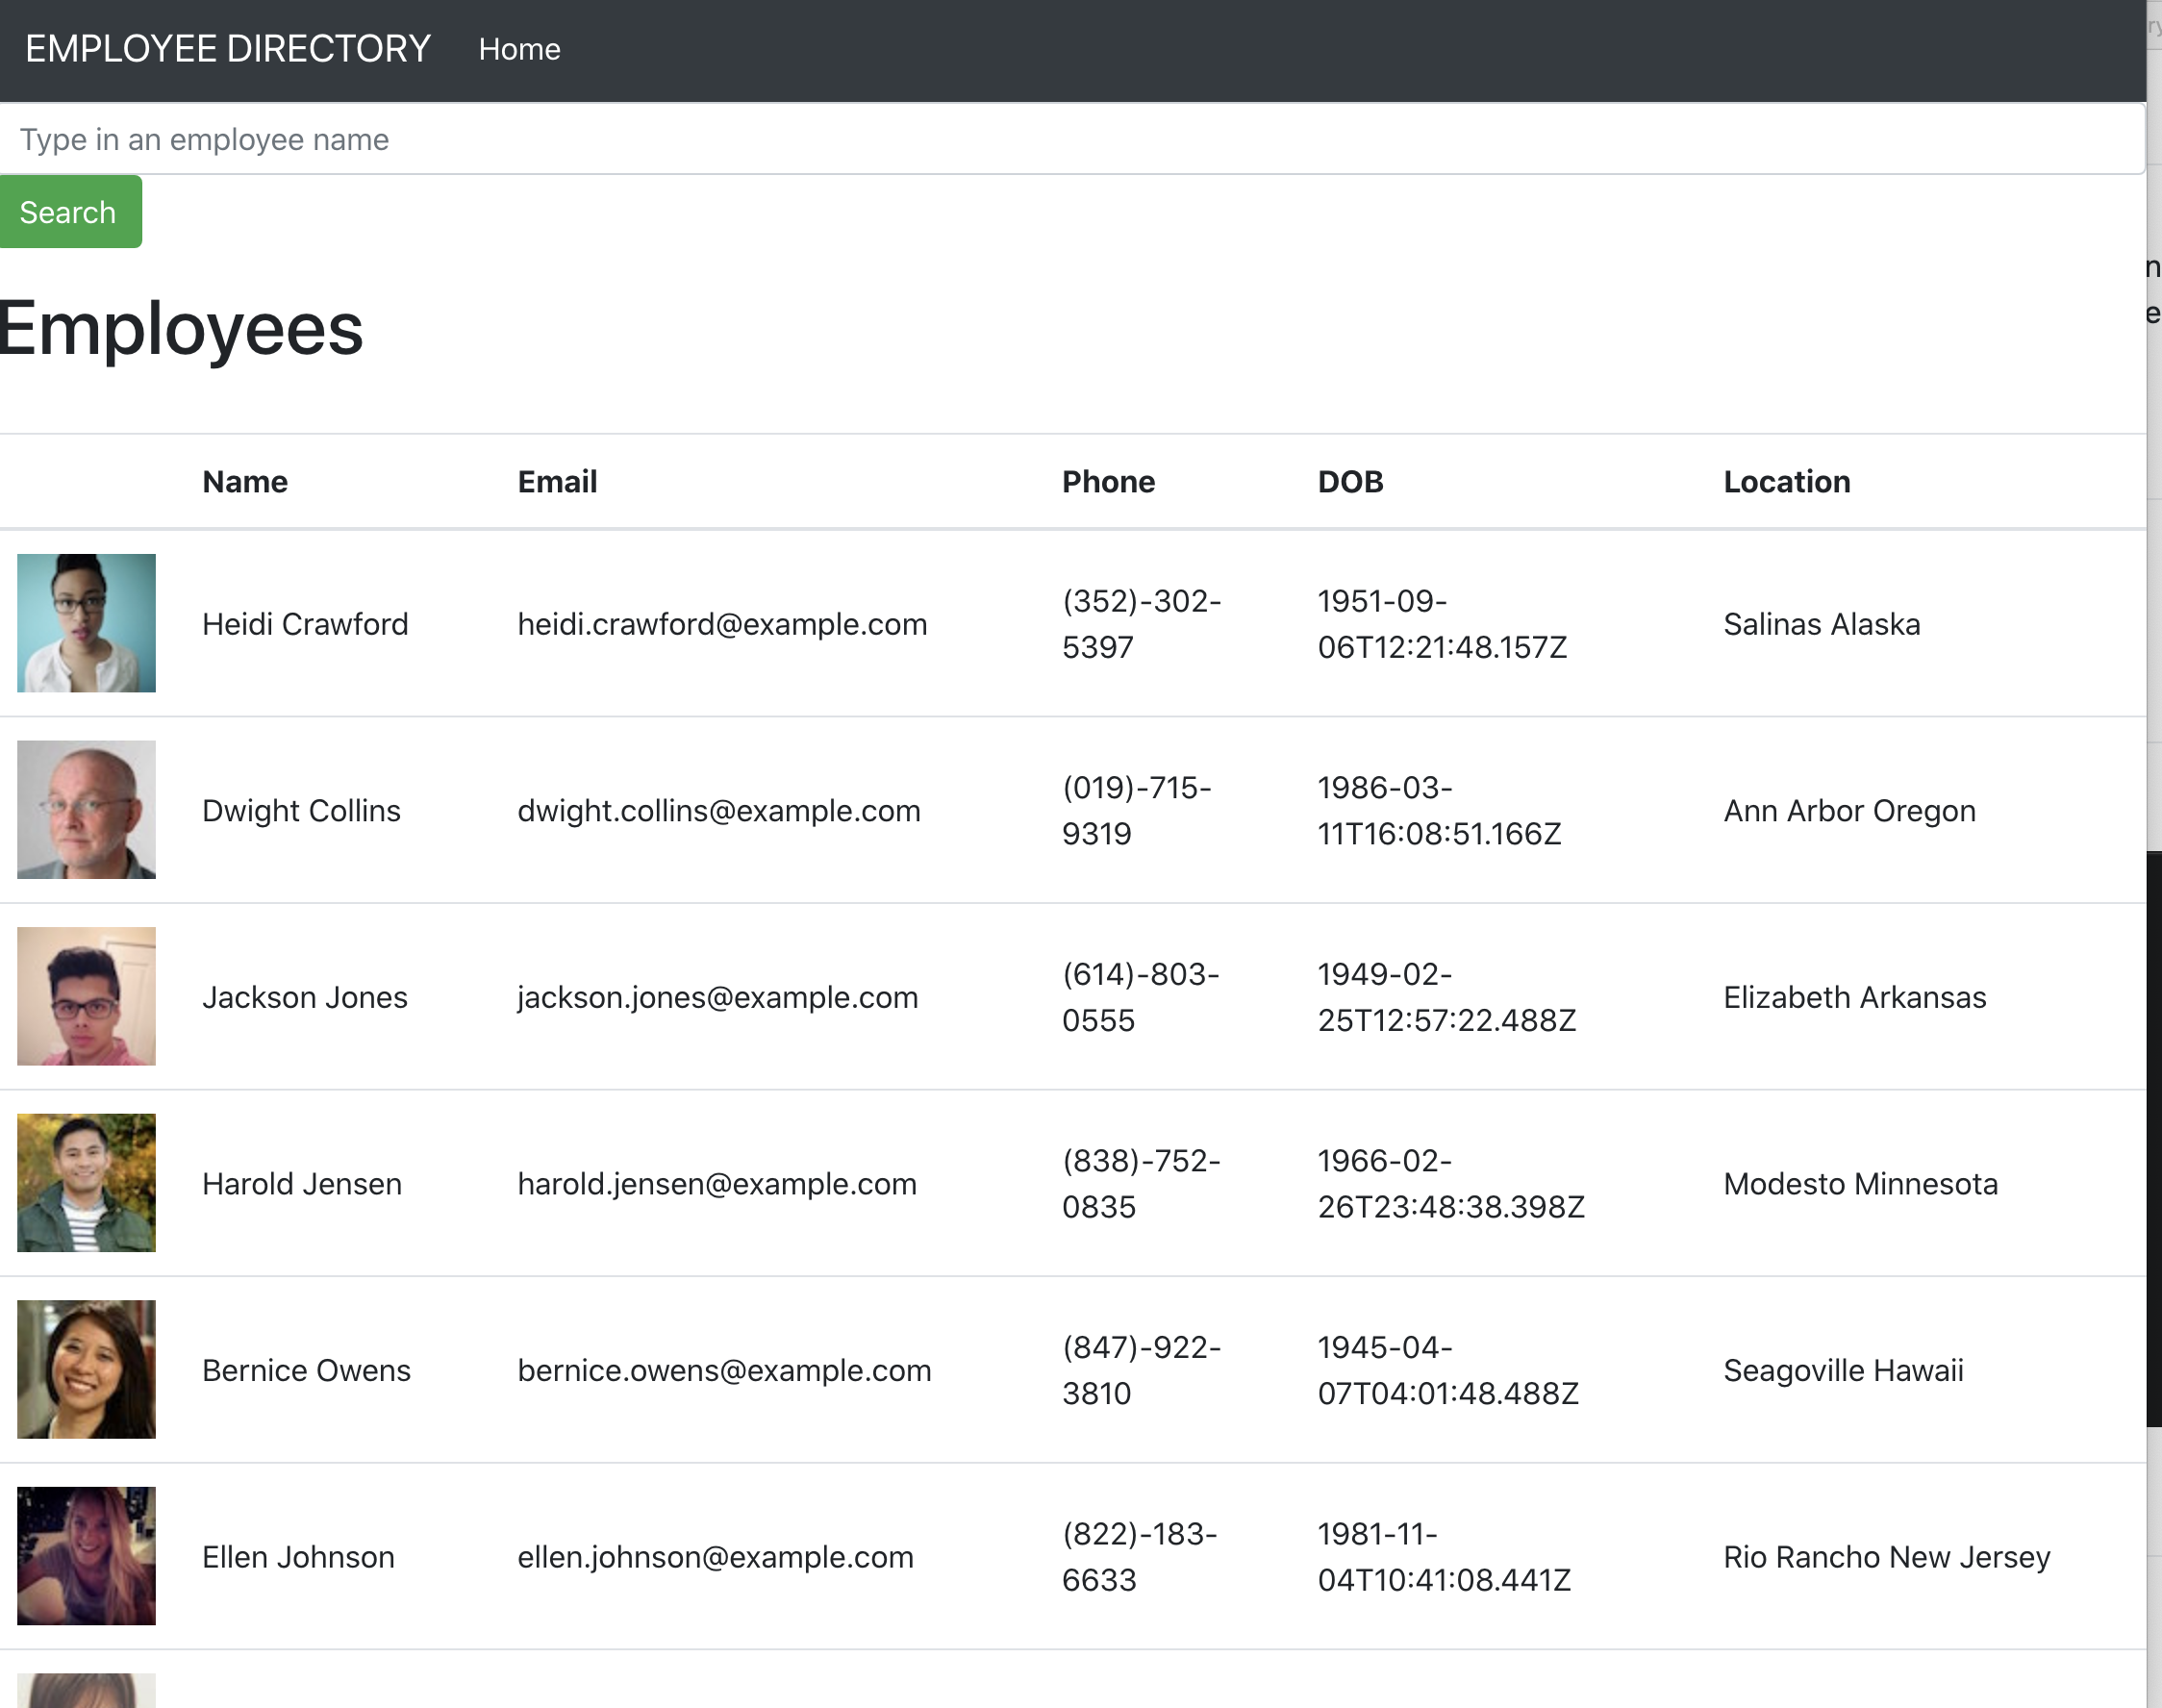 EMPLOYEE DIRECTORY Home
Type in an employee name
Search
Employees
Name Email Phone DOB Location
Heidi Crawford heidi.crawford@example.com (352)-302- 1951-09- Salinas Alaska
5397 06T12:21:48.157Z
Dwight Collins dwight.collins@example.com (019)-715- 1986-03- Ann Arbor Oregon
9319 11T16:08:51.166Z
Jackson Jones jackson.jones@example.com (614)-803- 1949-02- Elizabeth Arkansas
0555 25T12:57:22.488Z
Harold Jensen harold.jensen@example.com (838)-752- 1966-02- Modesto Minnesota
0835 26T23:48:38.398Z
Bernice Owens bernice.owens@example.com (847)-922- 1945-04- Seagoville Hawaii
3810 07T04:01:48.488Z
Ellen Johnson ellen.johnson@example.com (822)-183- 1981-11- Rio Rancho New Jersey
6633 04T10:41:08.441Z